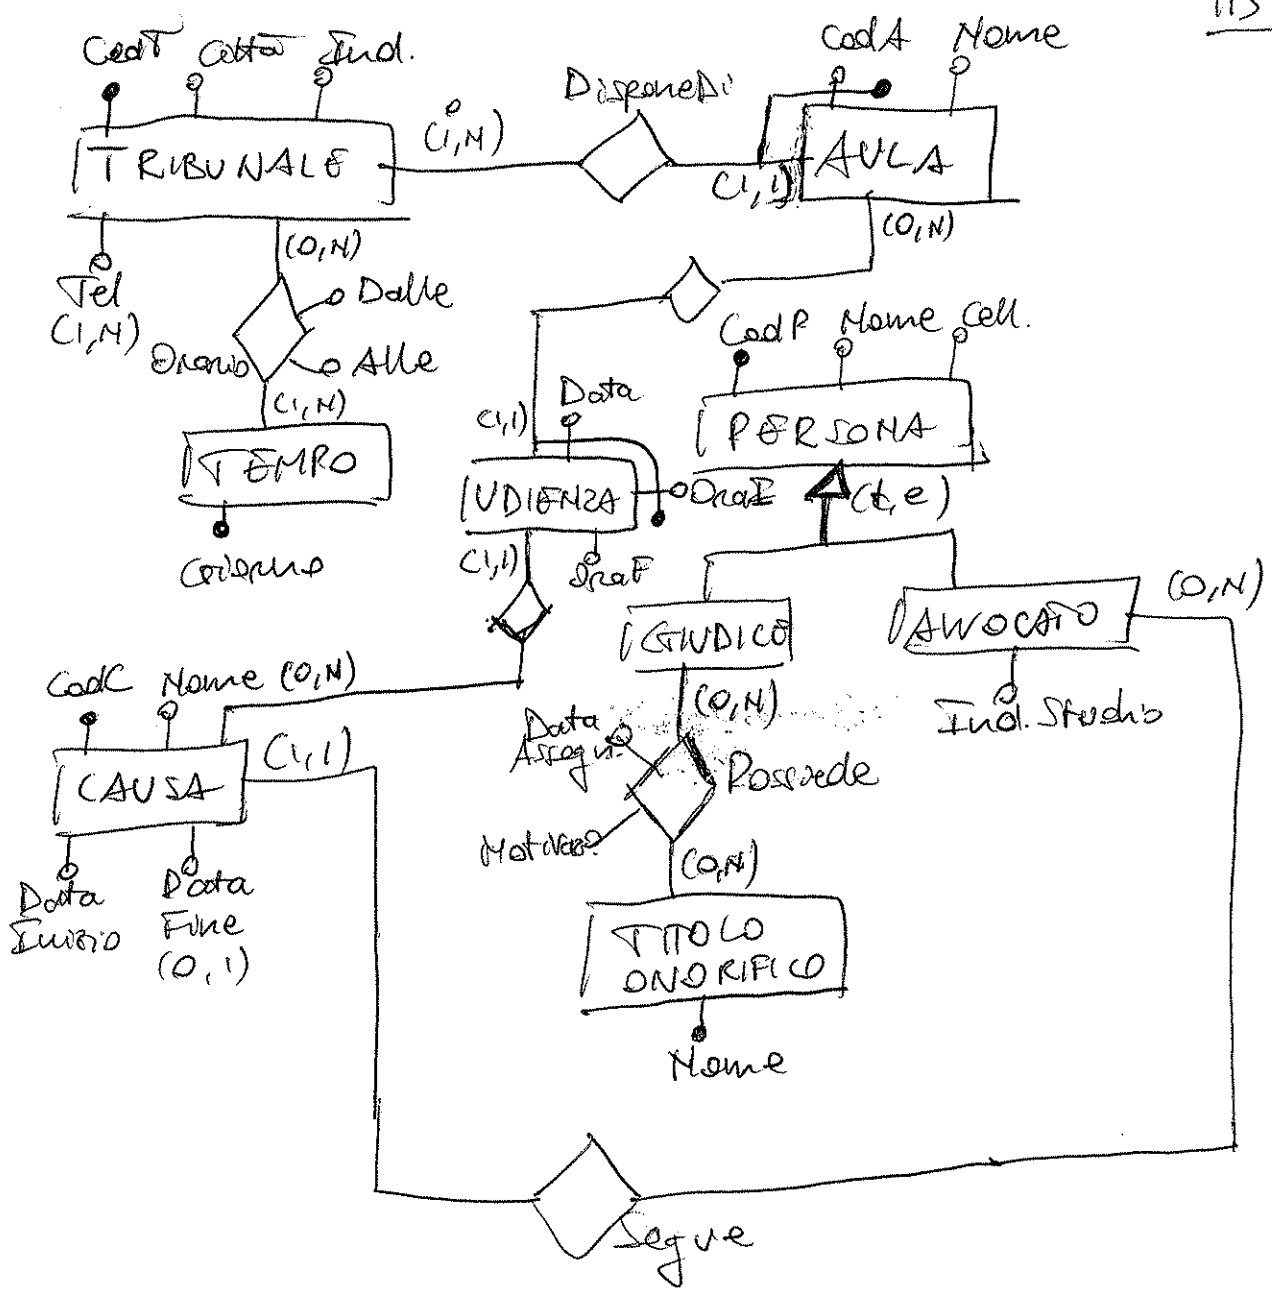 CodT Città Ind.
CodA Nome
DisponeDi
(1,N)
TRIBUNALE
AULA
(1,1)
(0,N)
(0,N)
Tel
(1,N)
Dalle
Orario
Alle
CodP Nome Cell.
(1,N)
Data
(1,1)
PERSONA
TEMPO
UDIENZA
OraI
(t,e)
Giorno
(1,1)
OraF
(0,N)
GIUDICE
AVVOCATO
CodC Nome (0,N)
(0,N)
Ind. Studio
Data
Assegn.
(1,1)
Possiede
CAUSA
(0,N)
Data
Inizio
Data
Fine
(0,1)
TITOLO
ONORIFICO
Nome
Segue